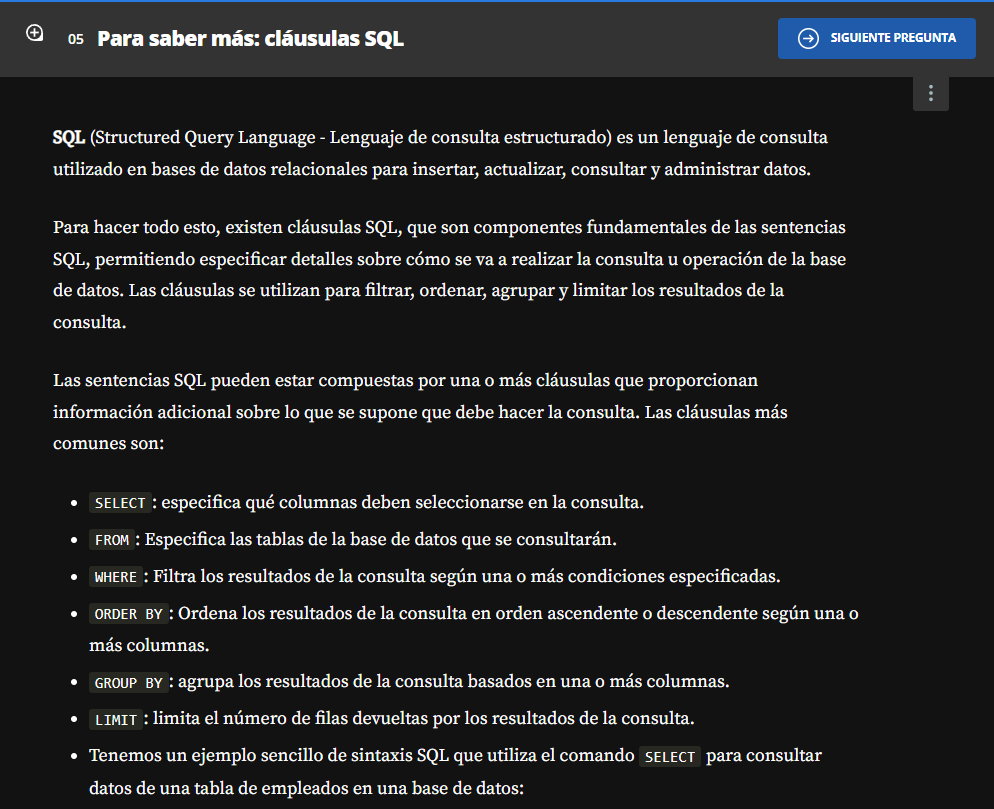 05 Para saber más: cláusulas SQL
SIGUIENTE PREGUNTA
SQL (Structured Query Language - Lenguaje de consulta estructurado) es un lenguaje de consulta
utilizado en bases de datos relacionales para insertar, actualizar, consultar y administrar datos.
Para hacer todo esto, existen cláusulas SQL, que son componentes fundamentales de las sentencias
SQL, permitiendo especificar detalles sobre cómo se va a realizar la consulta u operación de la base
de datos. Las cláusulas se utilizan para filtrar, ordenar, agrupar y limitar los resultados de la
consulta.
Las sentencias SQL pueden estar compuestas por una o más cláusulas que proporcionan
información adicional sobre lo que se supone que debe hacer la consulta. Las cláusulas más
comunes son:
• SELECT: especifica qué columnas deben seleccionarse en la consulta.
• FROM: Especifica las tablas de la base de datos que se consultarán.
• WHERE: Filtra los resultados de la consulta según una o más condiciones especificadas.
• ORDER BY: Ordena los resultados de la consulta en orden ascendente o descendente según una o
más columnas.
• GROUP BY: agrupa los resultados de la consulta basados en una o más columnas.
• LIMIT: limita el número de filas devueltas por los resultados de la consulta.
• Tenemos un ejemplo sencillo de sintaxis SQL que utiliza el comando SELECT para consultar
datos de una tabla de empleados en una base de datos: